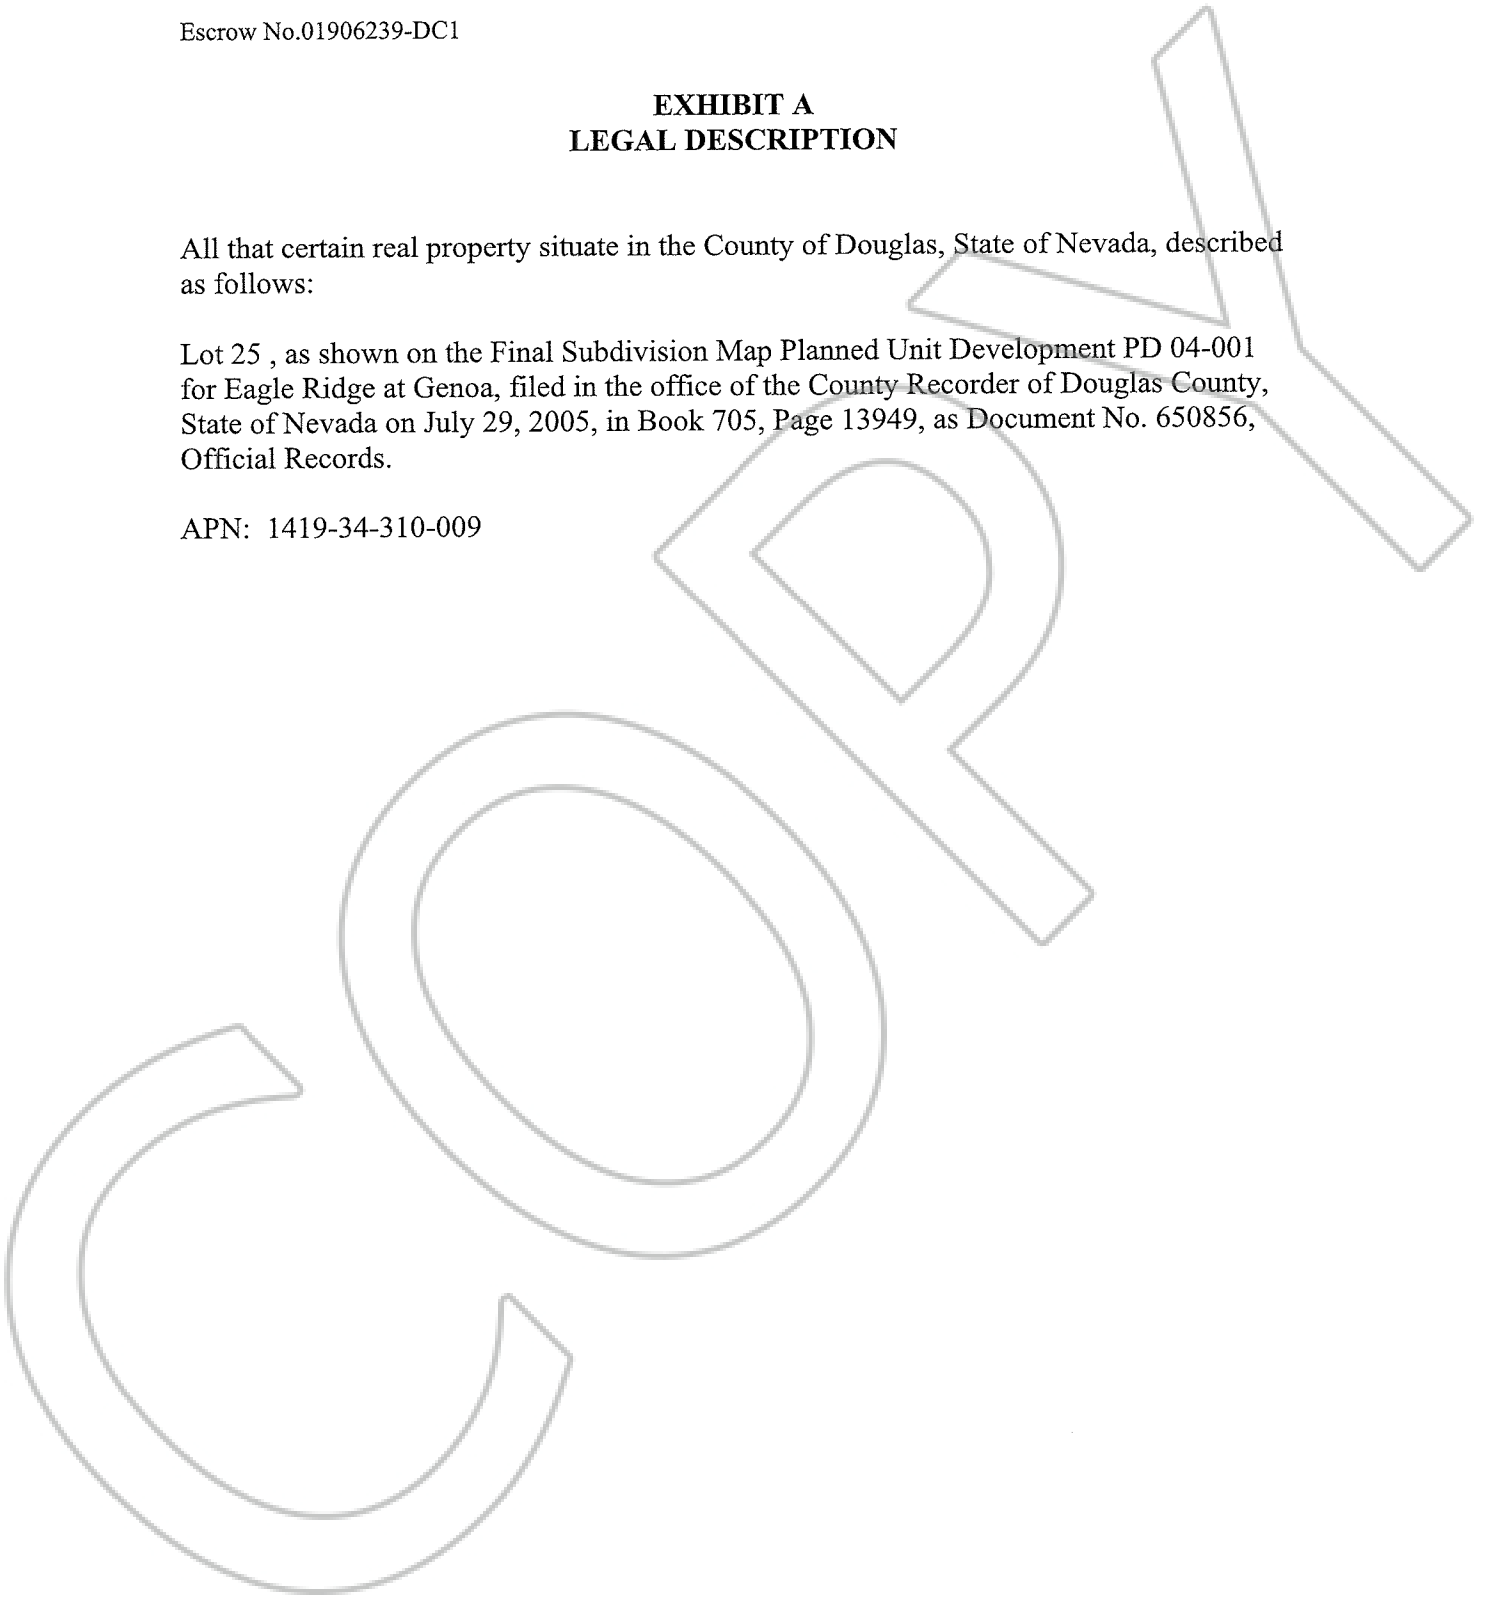 Escrow No.01906239-DC1
EXHIBIT A
LEGAL DESCRIPTION
All that certain real property situate in the County of Douglas, State of Nevada, described
as follows:
Lot 25 , as shown on the Final Subdivision Map Planned Unit Development PD 04-001
for Eagle Ridge at Genoa, filed in the office of the County Recorder of Douglas County,
State of Nevada on July 29, 2005, in Book 705, Page 13949, as Document No. 650856,
Official Records.
APN: 1419-34-310-009
COPY